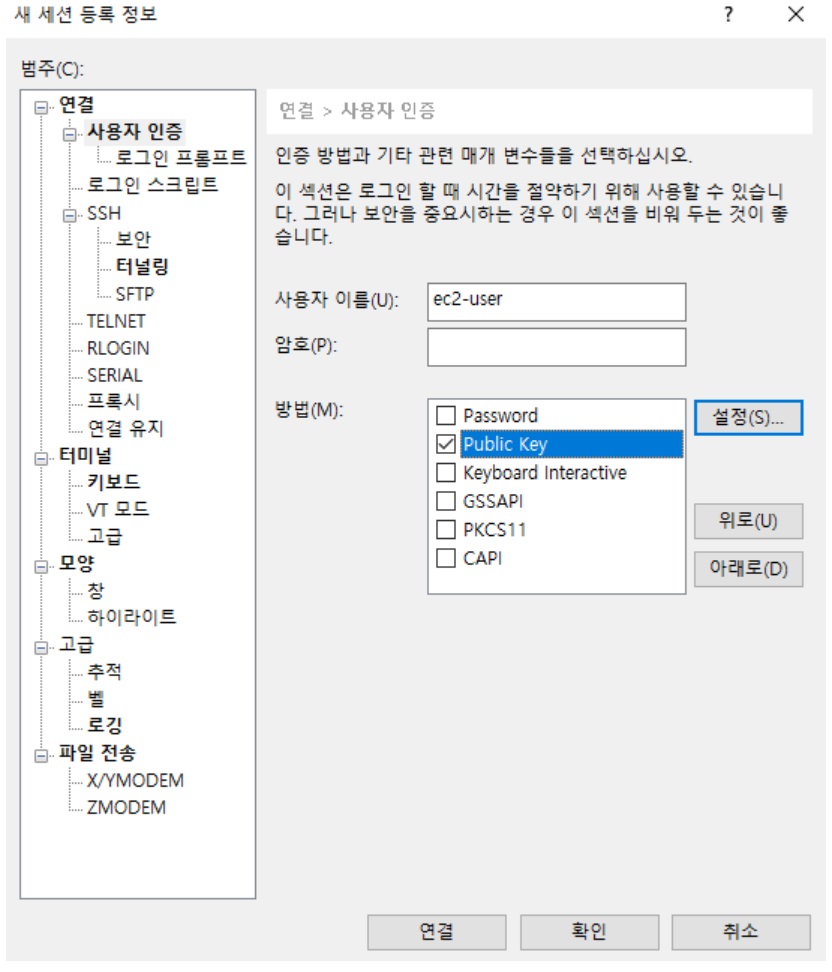 새 세션 등록 정보
?
범주(C):
연결
사용자 인증
로그인 프롬프트
로그인 스크립트
SSH
보안
터널링
SFTP
TELNET
RLOGIN
SERIAL
프록시
연결 유지
터미널
키보드
VT 모드
고급
모양
창
하이라이트
고급
추적
벨
로깅
파일 전송
X/YMODEM
ZMODEM
연결 > 사용자 인증
인증 방법과 기타 관련 매개 변수들을 선택하십시오.
이 섹션은 로그인 할 때 시간을 절약하기 위해 사용할 수 있습니
다. 그러나 보안을 중요시하는 경우 이 섹션을 비워 두는 것이 좋
습니다.
사용자 이름(U): ec2-user
암호(P):
방법(M):
Password
Public Key
Keyboard Interactive
GSSAPI
PKCS11
CAPI
설정(S)...
위로(U)
아래로(D)
연결
확인
취소